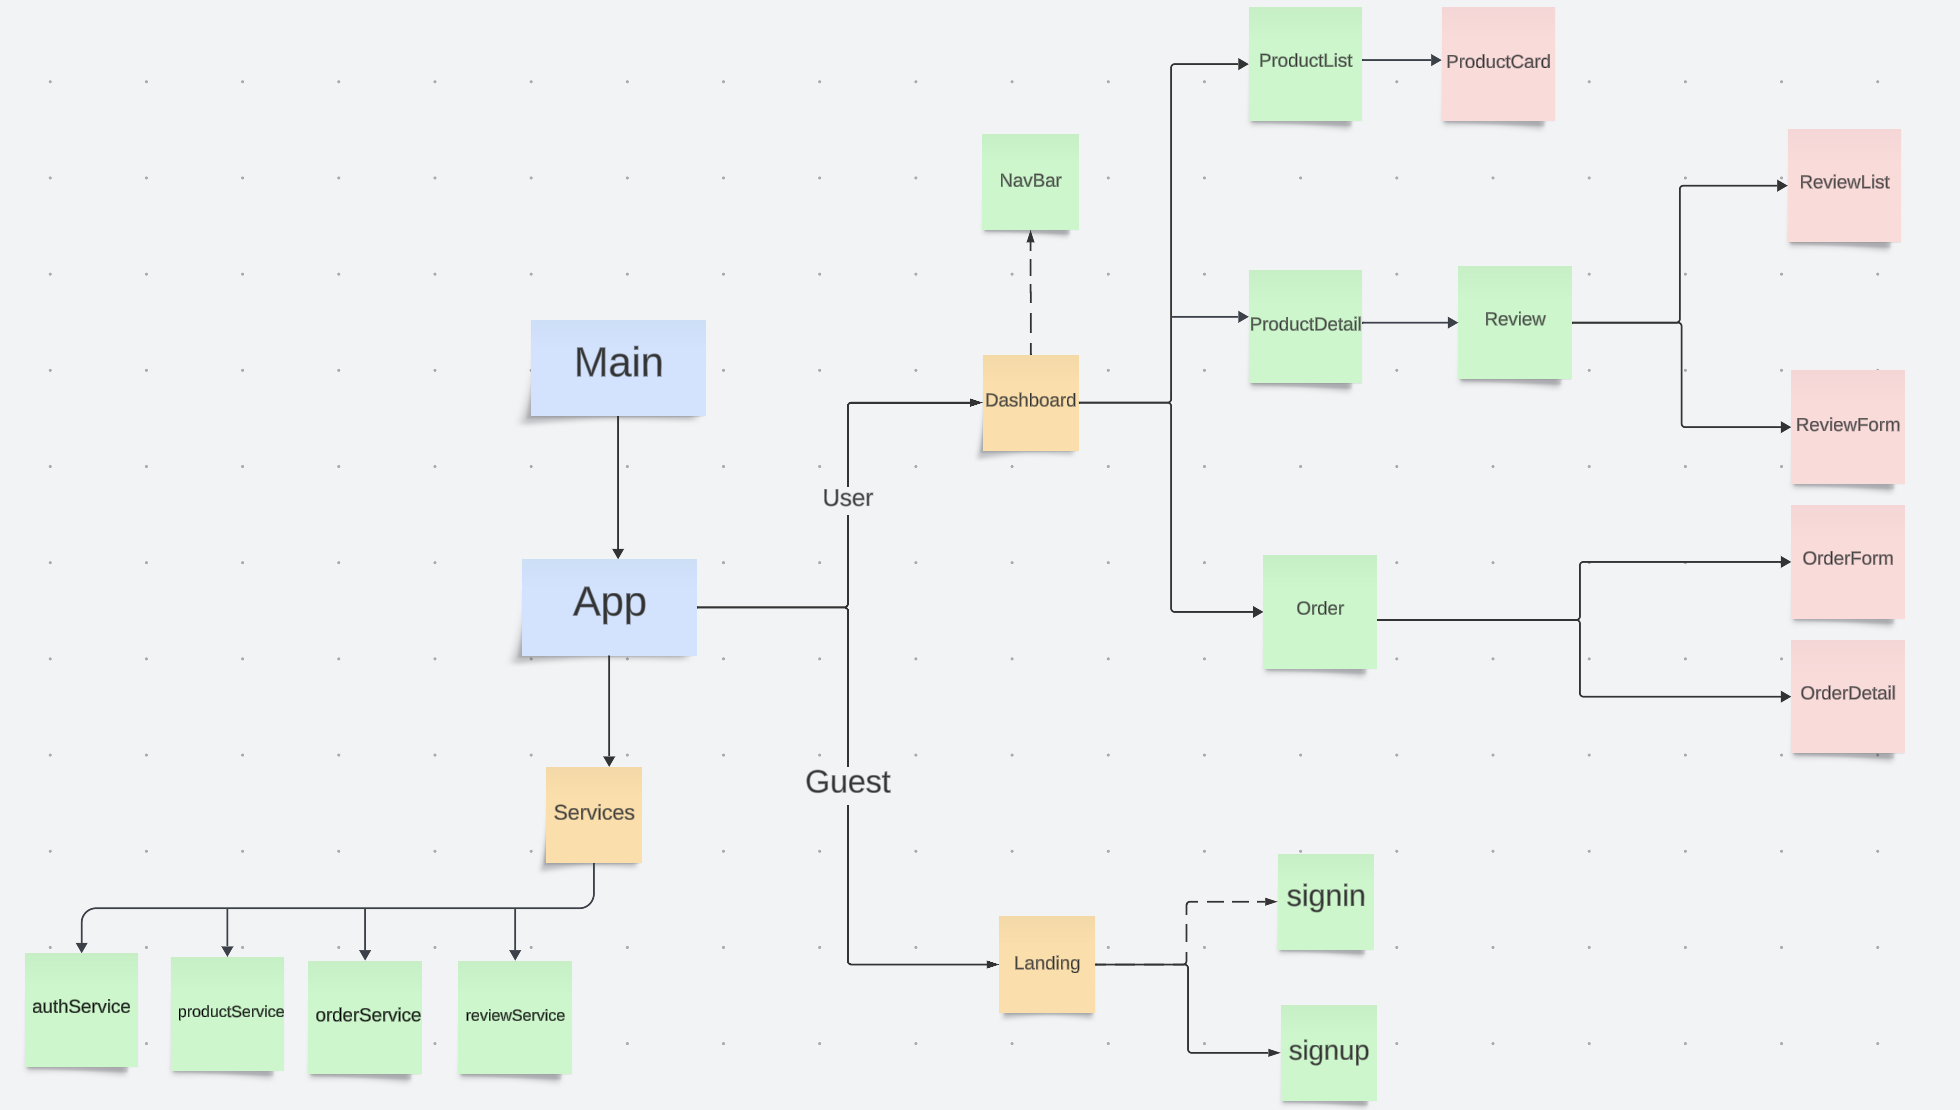 ProductList
ProductCard
NavBar
ReviewList
Main
ProductDetail
Review
Dashboard
ReviewForm
User
App
OrderForm
Order
OrderDetail
Guest
Services
signin
Landing
authService
productService
orderService
reviewService
signup